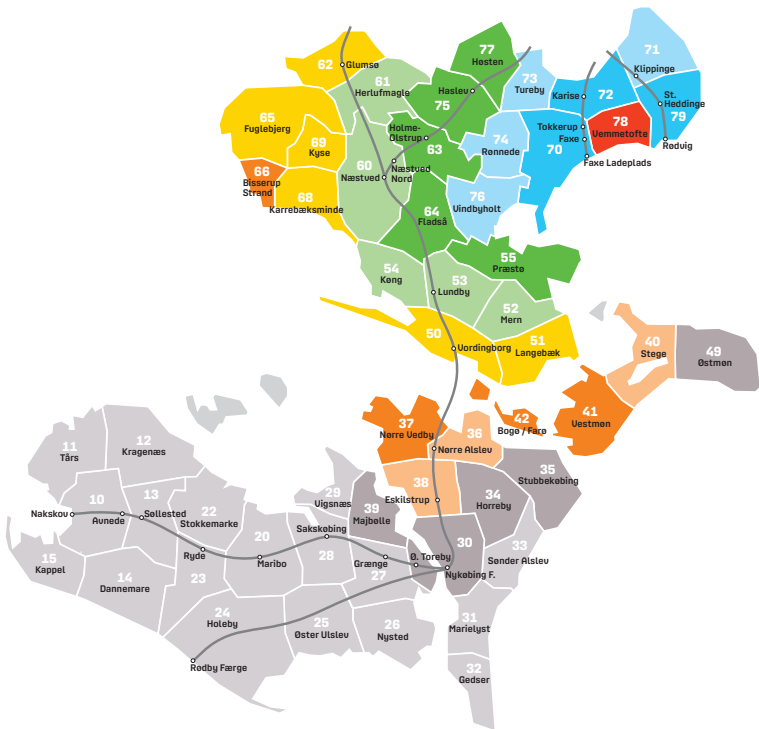 77
Høsten
71
Klippinge
62
Glumsø
61
Herlufmagle
73
Tureby
Haslev
75
Karise
72
St.
Heddinge
79
65
Fuglebjerg
Holme-
Olstrup
63
Tokkerup
Faxe
78
Vemmetofte
Rødvig
69
Kyse
60
Næstved
Næstved
Nord
74
Rønnede
70
Faxe Ladeplads
66
Bisserup
Strand
68
Karrebæksminde
76
Vindbyholt
64
Fladså
55
Præstø
54
Køng
53
Lundby
52
Mern
50
Vordingborg
51
Langebæk
40
Stege
49
Østmøn
41
Vestmøn
42
Bogø / Farø
37
Nørre Vedby
36
Nørre Alslev
11
Tårs
12
Kragenæs
35
Stubbekøbing
38
Eskilstrup
34
Horreby
29
Vigsnæs
39
Majbølle
10
Nakskov
Avnede
13
Søllested
22
Stokkemarke
20
Maribo
Sakskøbing
28
30
Nykøbing F.
33
Sønder Alslev
15
Kappel
14
Dannemare
Ryde
23
Grænge
27
Ø. Toreby
24
Holeby
25
Øster Ulslev
26
Nysted
31
Marielyst
Rødby Færge
32
Gedser